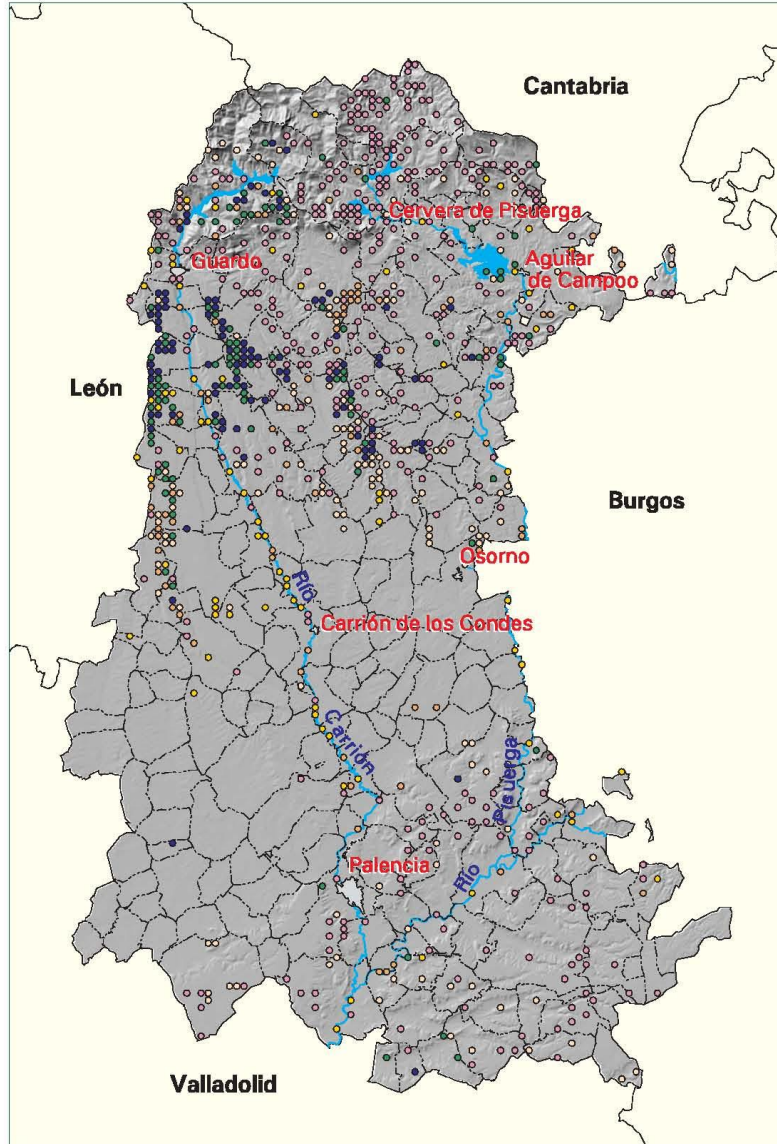 Cantabria
Cervera de Pisuerga
Guardo
Aguilar
de Campoo
León
Burgos
Osorno
Río
Carrión de los Condes
Carrión
Pisuerga
Palencia
Río
Valladolid